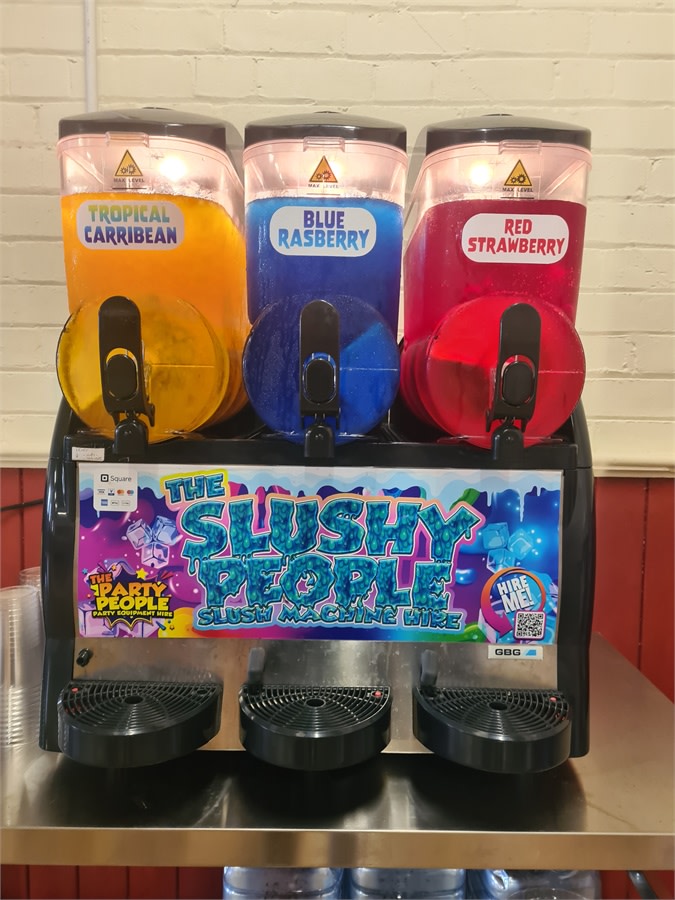 MAX LEVEL
MAX LEVEL
MAX LEVEL
TROPICAL
CARRIBEAN
BLUE
RASBERRY
RED
STRAWBERRY
Square
THE
SLUSHY
PEOPLE
SLUSH MACHINE HIRE
THE
PARTY
PEOPLE
PARTY EQUIPMENT HIRE
HIRE
ME!
GBG